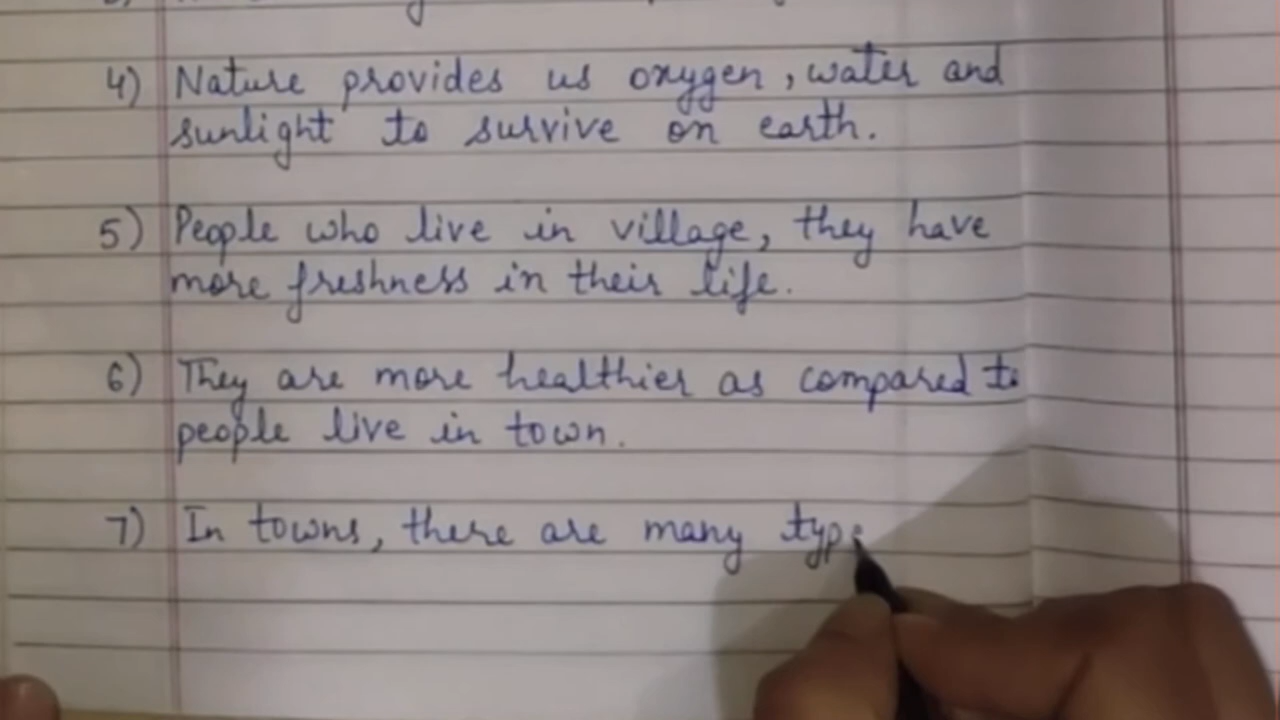 4) Nature provides us oxygen, water and
sunlight to survive on earth.
5) People who live in village, they have
more freshness in their life.
6) They are more healthier as compared to
people live in town.
7) In towns, there are many type